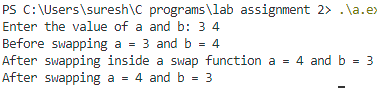 PS C:\Users\suresh\C programs\lab assignment 2> .\a.ex
Enter the value of a and b: 3 4
Before swapping a = 3 and b = 4
After swapping inside a swap function a = 4 and b = 3
After swapping a = 4 and b = 3